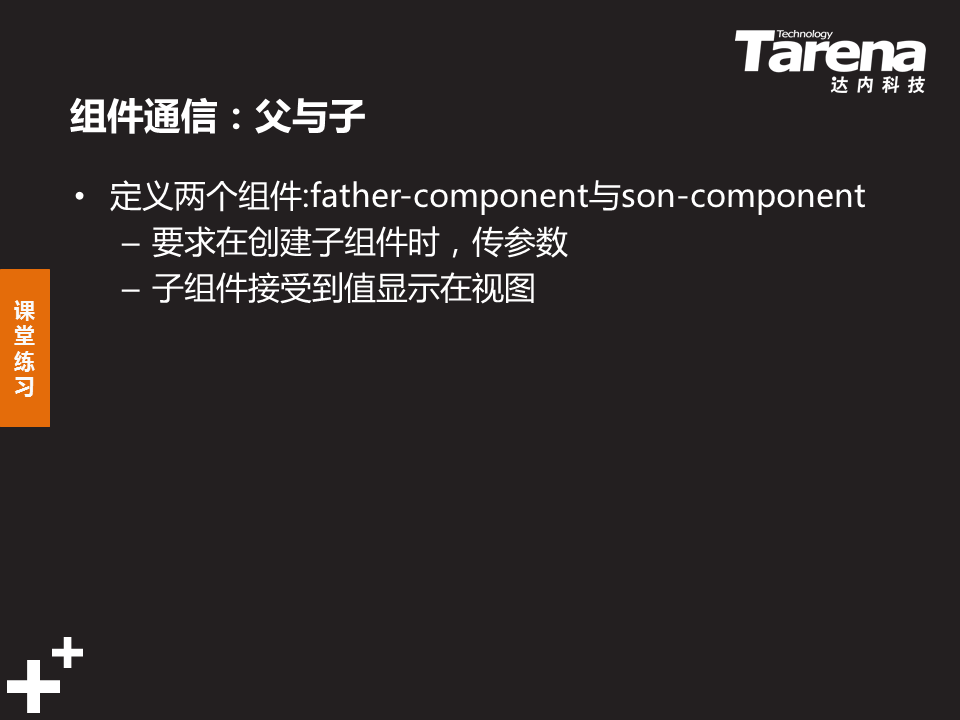 Technology
Tarena
达内科技
组件通信：父与子
• 定义两个组件:father-component与son-component
– 要求在创建子组件时，传参数
– 子组件接受到值显示在视图
课
堂
练
习